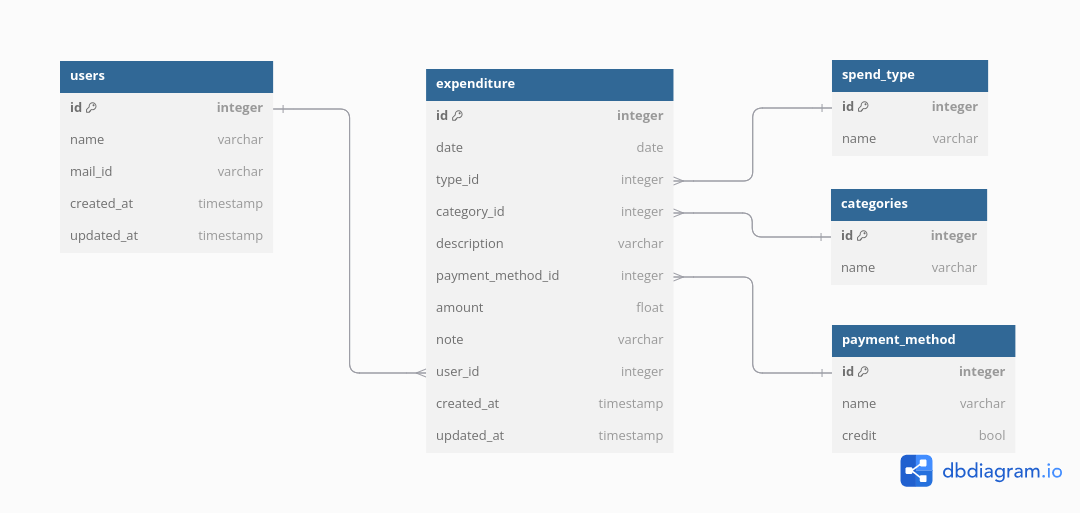 users
id integer
name varchar
mail_id varchar
created_at timestamp
updated_at timestamp
expenditure
id integer
date date
type_id integer
category_id integer
description varchar
payment_method_id integer
amount float
note varchar
user_id integer
created_at timestamp
updated_at timestamp
spend_type
id integer
name varchar
categories
id integer
name varchar
payment_method
id integer
name varchar
credit bool
dbdiagram.io